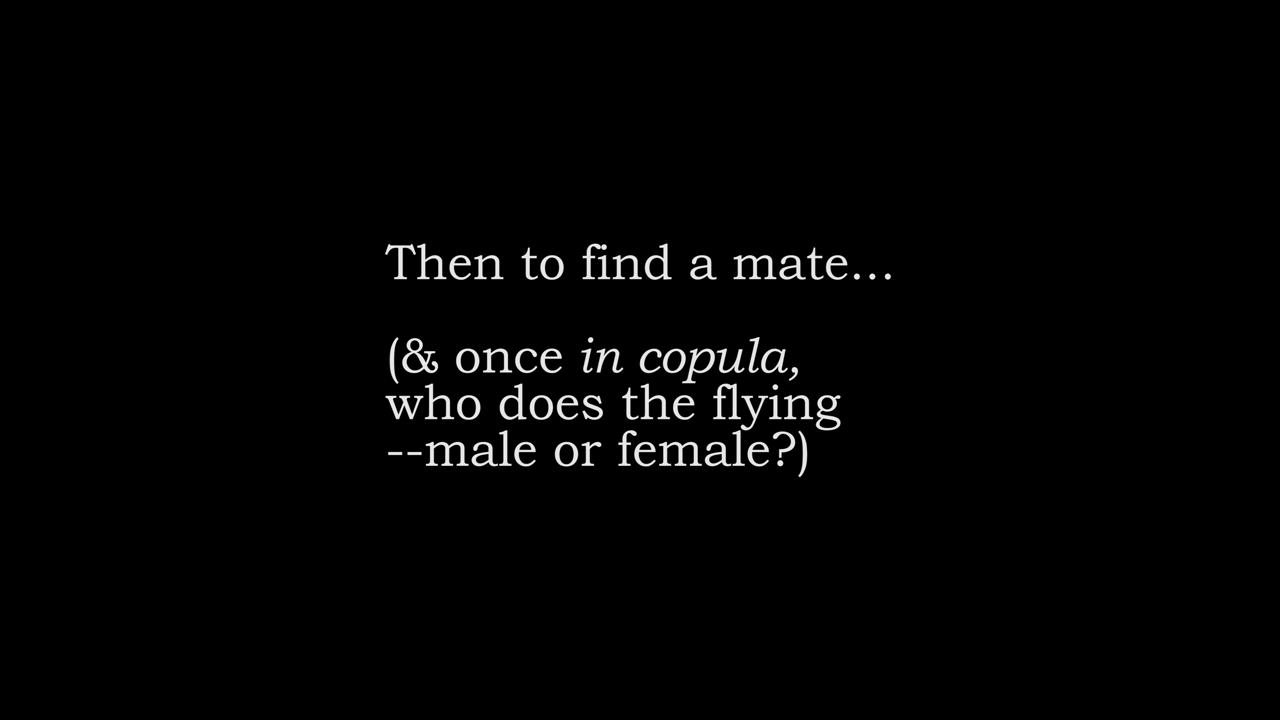 Then to find a mate...
(& once in copula,
who does the flying
--male or female?)